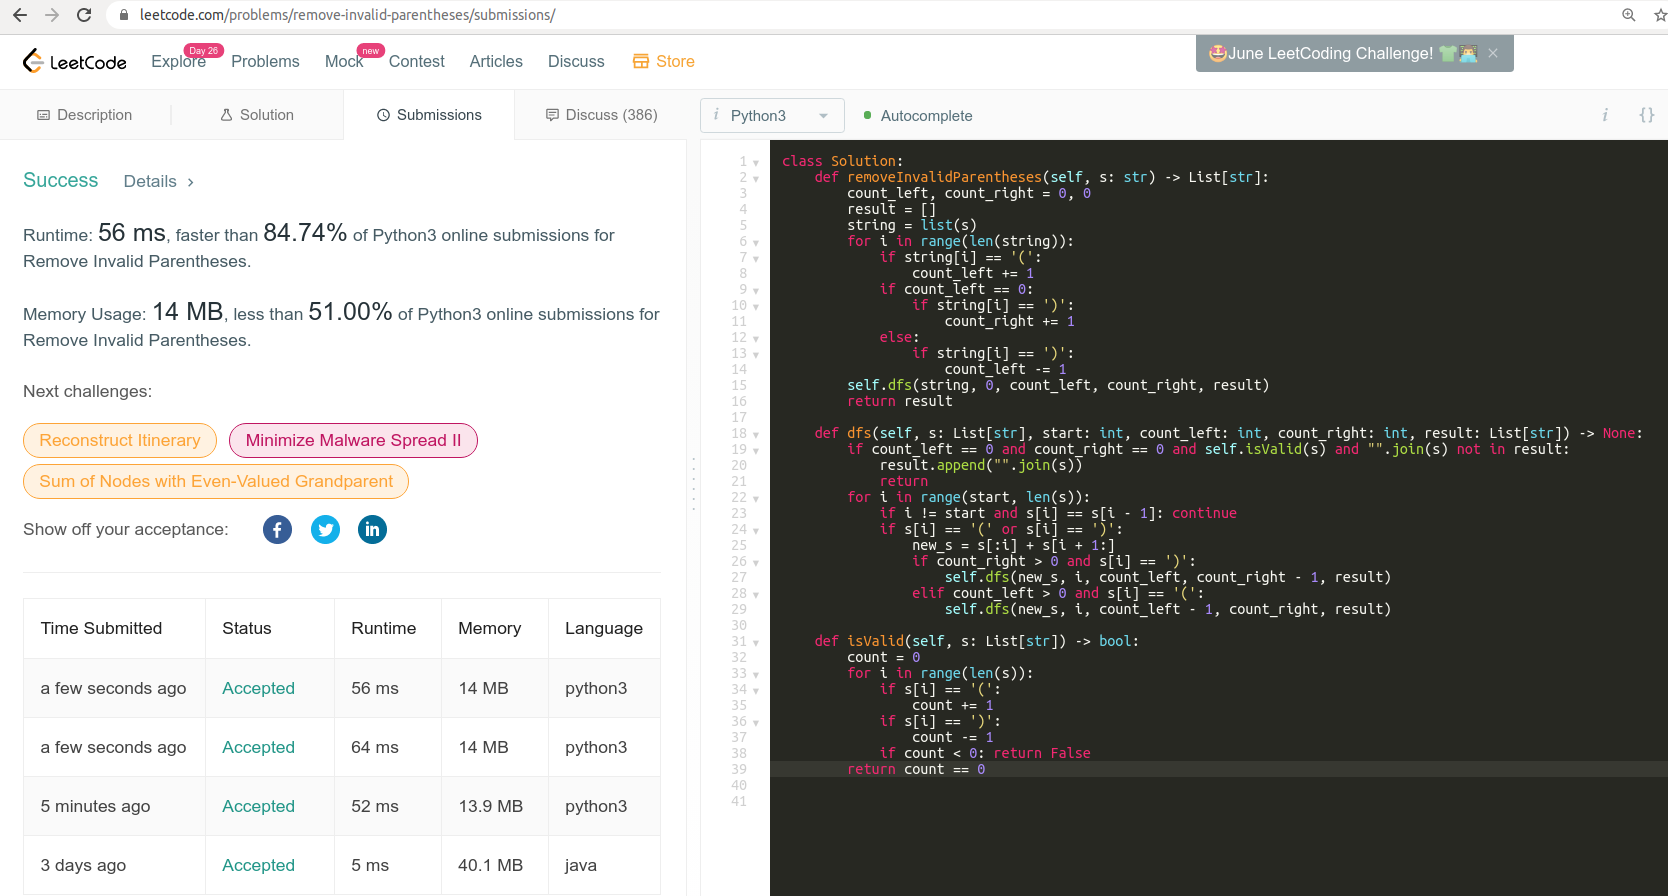 leetcode.com/problems/remove-invalid-parentheses/submissions/
LeetCode
Explore Day 26 Problems Mock new Contest Articles Discuss Store
🤩June LeetCoding Challenge! 👕👨‍💻 ×
Description Solution Submissions Discuss (386)
i Python3 Autocomplete i {}
Success Details >
Runtime: 56 ms, faster than 84.74% of Python3 online submissions for
Remove Invalid Parentheses.
Memory Usage: 14 MB, less than 51.00% of Python3 online submissions for
Remove Invalid Parentheses.
Next challenges:
Reconstruct Itinerary Minimize Malware Spread II
Sum of Nodes with Even-Valued Grandparent
Show off your acceptance:
Time Submitted Status Runtime Memory Language
a few seconds ago Accepted 56 ms 14 MB python3
a few seconds ago Accepted 64 ms 14 MB python3
5 minutes ago Accepted 52 ms 13.9 MB python3
3 days ago Accepted 5 ms 40.1 MB java
1 class Solution:
2     def removeInvalidParentheses(self, s: str) -> List[str]:
3         count_left, count_right = 0, 0
4         result = []
5         string = list(s)
6         for i in range(len(string)):
7             if string[i] == '(':
8                 count_left += 1
9             if count_left == 0:
10                 if string[i] == ')':
11                     count_right += 1
12             else:
13                 if string[i] == ')':
14                     count_left -= 1
15         self.dfs(string, 0, count_left, count_right, result)
16         return result
17
18     def dfs(self, s: List[str], start: int, count_left: int, count_right: int, result: List[str]) -> None:
19         if count_left == 0 and count_right == 0 and self.isValid(s) and "".join(s) not in result:
20             result.append("".join(s))
21             return
22         for i in range(start, len(s)):
23             if i != start and s[i] == s[i - 1]: continue
24             if s[i] == '(' or s[i] == ')':
25                 new_s = s[:i] + s[i + 1:]
26                 if count_right > 0 and s[i] == ')':
27                     self.dfs(new_s, i, count_left, count_right - 1, result)
28                 elif count_left > 0 and s[i] == '(':
29                     self.dfs(new_s, i, count_left - 1, count_right, result)
30
31     def isValid(self, s: List[str]) -> bool:
32         count = 0
33         for i in range(len(s)):
34             if s[i] == '(':
35                 count += 1
36             if s[i] == ')':
37                 count -= 1
38             if count < 0: return False
39         return count == 0
40
41